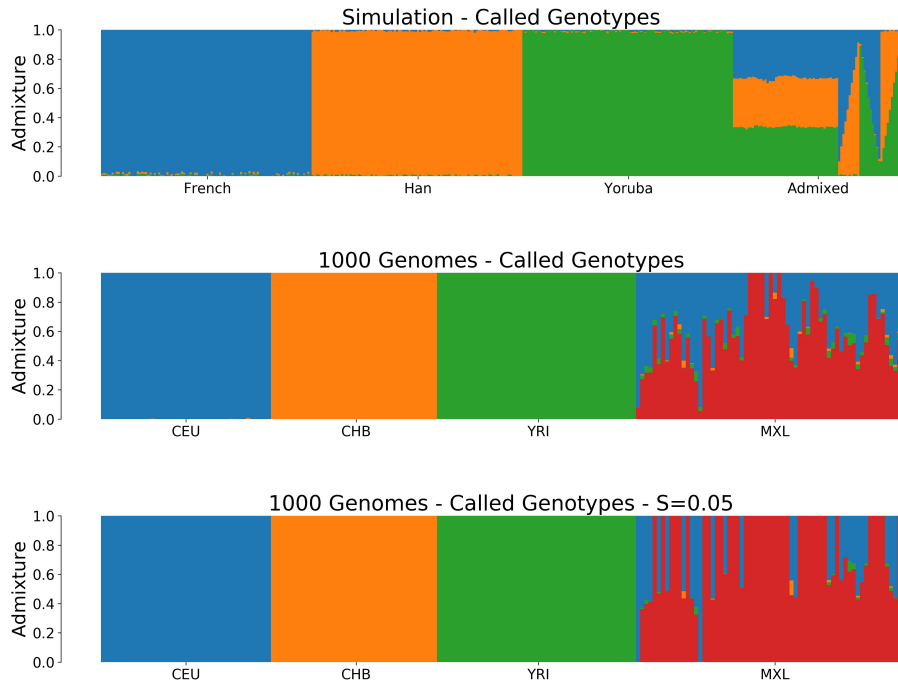 Simulation - Called Genotypes
1.0
0.8
0.6
0.4
0.2
0.0
Admixture
French Han Yoruba Admixed
1000 Genomes - Called Genotypes
1.0
0.8
0.6
0.4
0.2
0.0
Admixture
CEU CHB YRI MXL
1000 Genomes - Called Genotypes - S=0.05
1.0
0.8
0.6
0.4
0.2
0.0
Admixture
CEU CHB YRI MXL